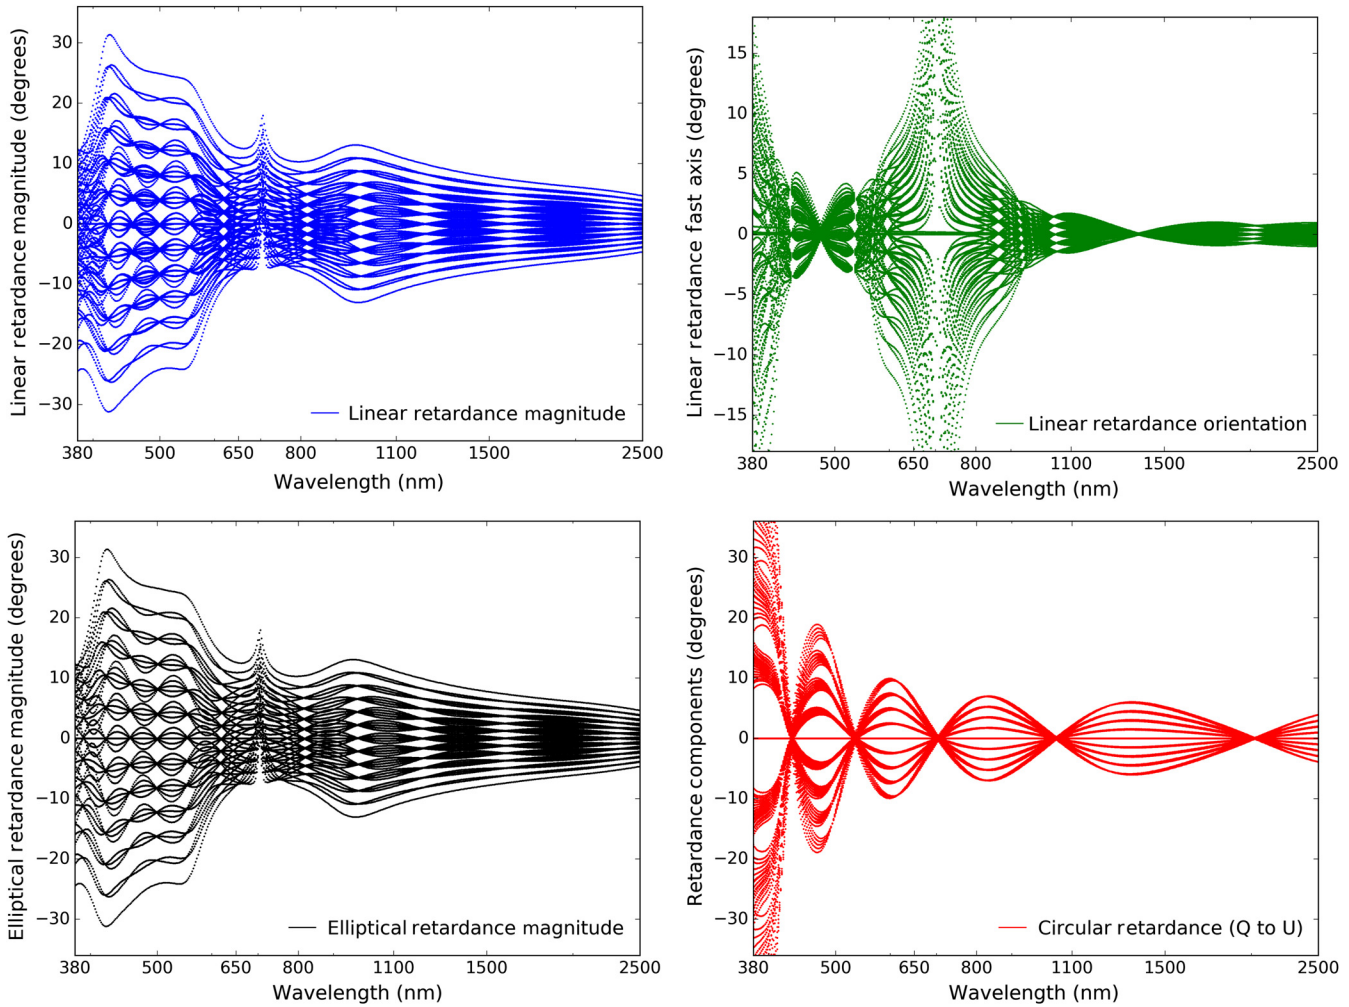 Linear retardance magnitude (degrees)
30
20
10
0
−10
−20
−30
Linear retardance magnitude
380 500 650 800 1100 1500 2500
Wavelength (nm)
Linear retardance fast axis (degrees)
15
10
5
0
−5
−10
−15
Linear retardance orientation
380 500 650 800 1100 1500 2500
Wavelength (nm)
Elliptical retardance magnitude (degrees)
30
20
10
0
−10
−20
−30
Elliptical retardance magnitude
380 500 650 800 1100 1500 2500
Wavelength (nm)
Retardance components (degrees)
30
20
10
0
−10
−20
−30
Circular retardance (Q to U)
380 500 650 800 1100 1500 2500
Wavelength (nm)